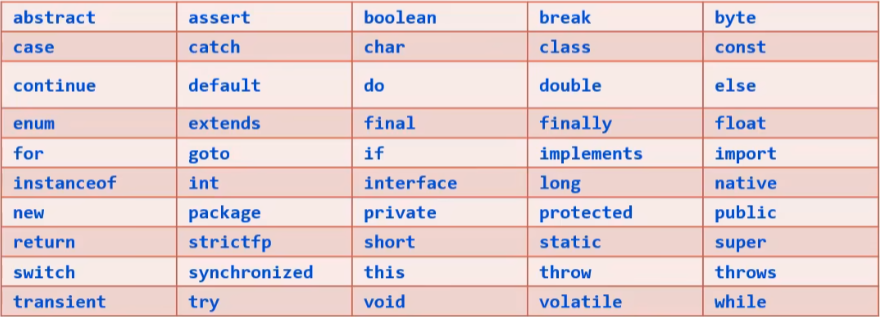 abstract assert boolean break byte
case catch char class const
continue default do double else
enum extends final finally float
for goto if implements import
instanceof int interface long native
new package private protected public
return strictfp short static super
switch synchronized this throw throws
transient try void volatile while